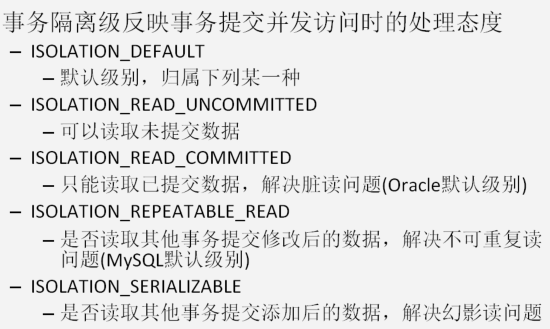 事务隔离级反映事务提交并发访问时的处理态度
– ISOLATION_DEFAULT
– 默认级别，归属下列某一种
– ISOLATION_READ_UNCOMMITTED
– 可以读取未提交数据
– ISOLATION_READ_COMMITTED
– 只能读取已提交数据，解决脏读问题(Oracle默认级别)
– ISOLATION_REPEATABLE_READ
– 是否读取其他事务提交修改后的数据，解决不可重复读
问题(MySQL默认级别)
– ISOLATION_SERIALIZABLE
– 是否读取其他事务提交添加后的数据，解决幻影读问题